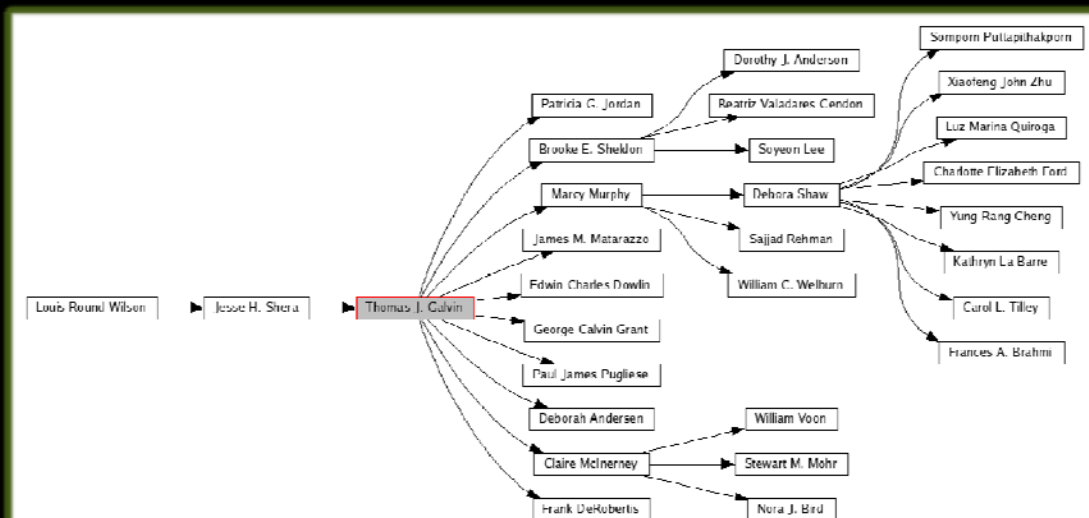 Somporn Puttapithakporn
Dorothy J. Anderson
Xiaofeng John Zhu
Patricia G. Jordan
Beatriz Valadares Cendon
Luz Marina Quiroga
Brooke E. Sheldon
Soyeon Lee
Charlotte Elizabeth Ford
Marcy Murphy
Debora Shaw
Yung Rang Cheng
James M. Matarazzo
Sajjad Rehman
Kathryn La Barre
Edwin Charles Dowlin
William C. Welburn
Louis Round Wilson
Jesse H. Shera
Thomas J. Galvin
Carol L. Tilley
George Calvin Grant
Frances A. Brahmi
Paul James Pugliese
Deborah Andersen
William Voon
Claire McInerney
Stewart M. Mohr
Frank DeRobertis
Nora J. Bird